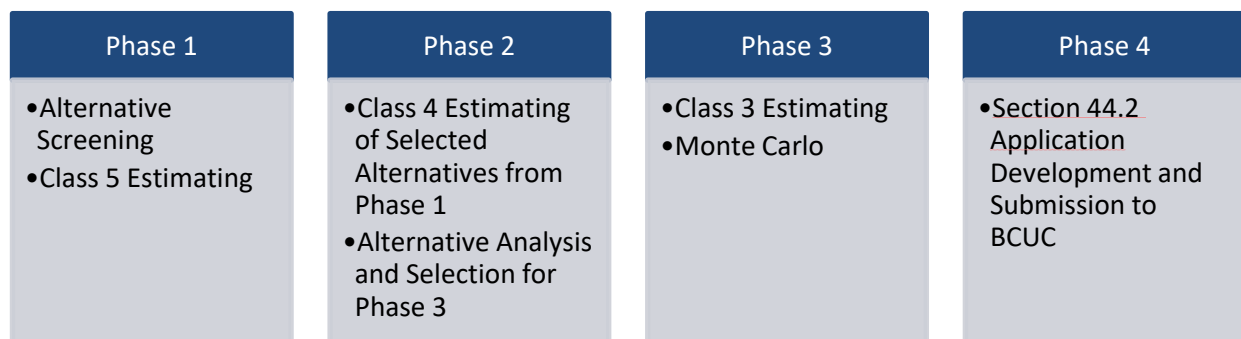 Phase 1
•Alternative
Screening
•Class 5 Estimating
Phase 2
•Class 4 Estimating
of Selected
Alternatives from
Phase 1
•Alternative Analysis
and Selection for
Phase 3
Phase 3
•Class 3 Estimating
•Monte Carlo
Phase 4
•Section 44.2
Application
Development and
Submission to
BCUC